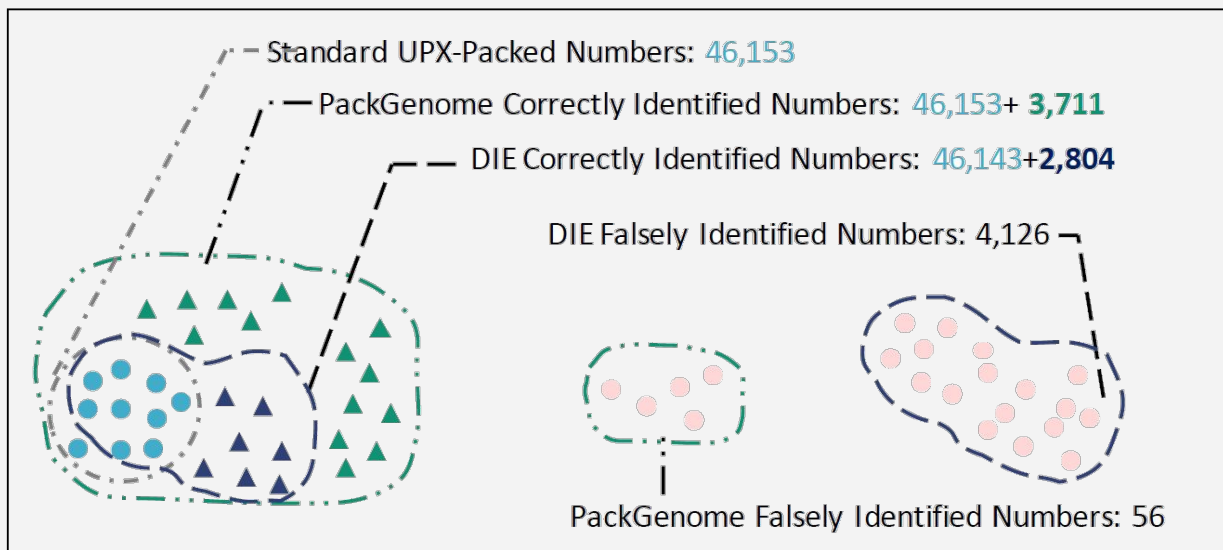 Standard UPX-Packed Numbers: 46,153
PackGenome Correctly Identified Numbers: 46,153+ 3,711
DIE Correctly Identified Numbers: 46,143+2,804
DIE Falsely Identified Numbers: 4,126
PackGenome Falsely Identified Numbers: 56